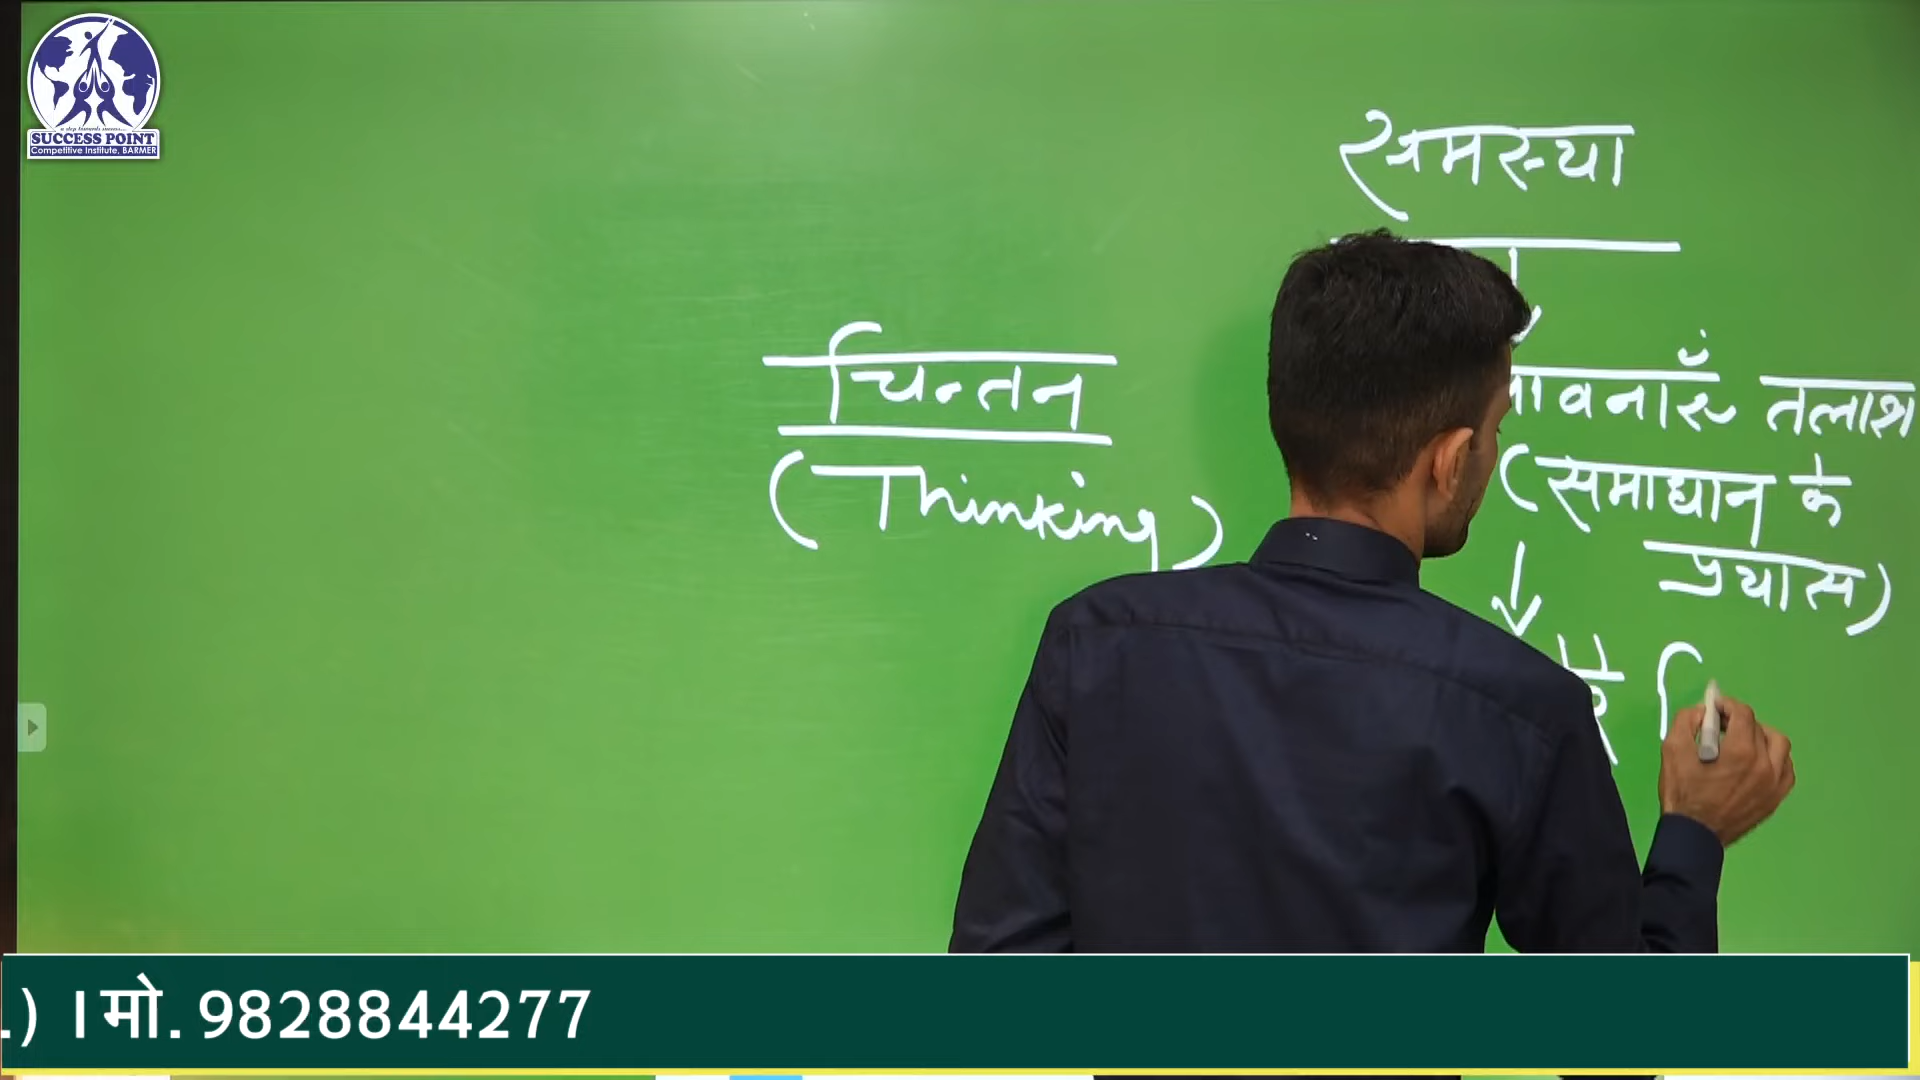 SUCCESS POINT
Competitive Institute, BARMER
समस्या
चिन्तन
(Thinking)
तलाश
(समाधान के
प्रयास)
.) । मो. 9828844277